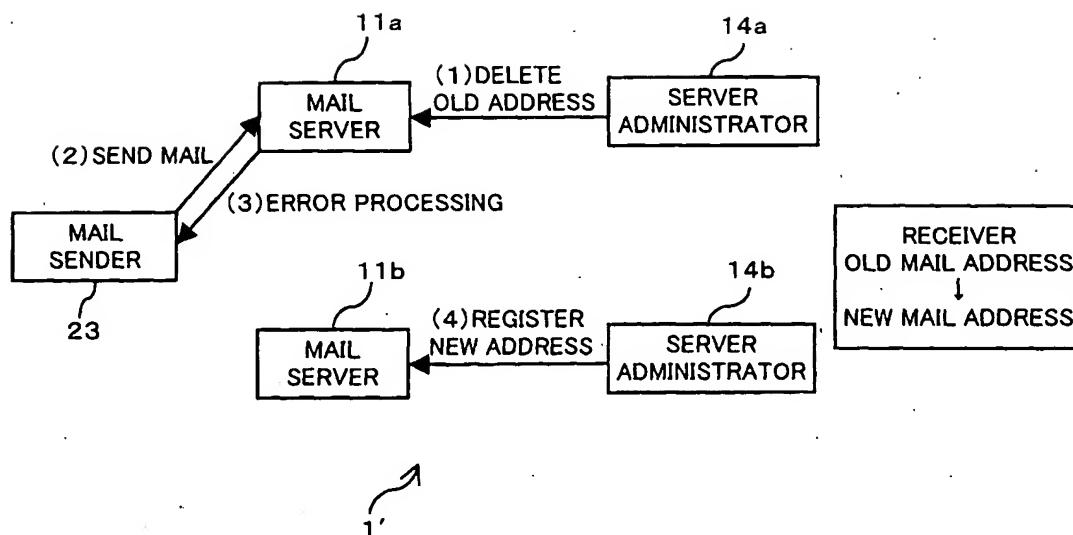 11a
14a
MAIL
SERVER
(1)DELETE
OLD ADDRESS
SERVER
ADMINISTRATOR
(2)SEND MAIL
(3)ERROR PROCESSING
MAIL
SENDER
23
RECEIVER
OLD MAIL ADDRESS
↓
NEW MAIL ADDRESS
11b
14b
MAIL
SERVER
(4)REGISTER
NEW ADDRESS
SERVER
ADMINISTRATOR
1'